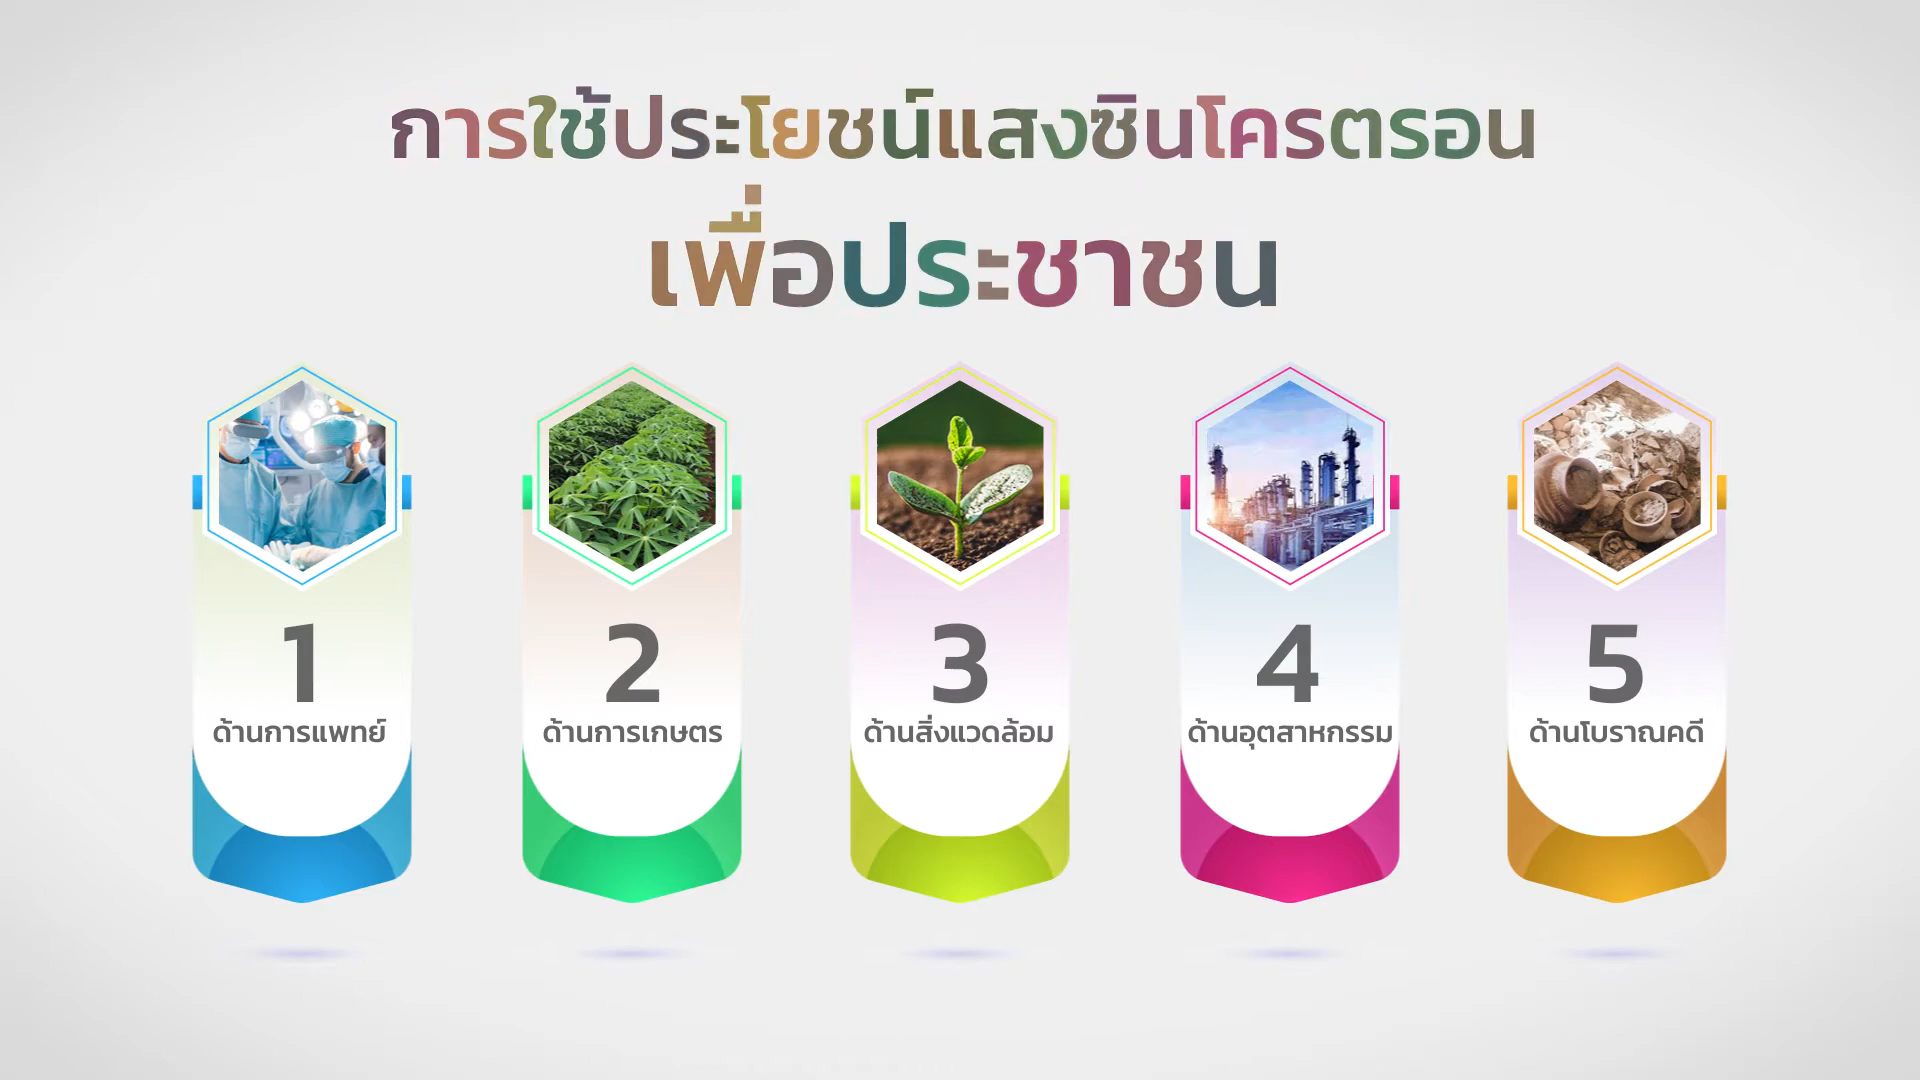 การใช้ประโยชน์แสงซินโครตรอน
เพื่อประชาชน
1
ด้านการแพทย์
2
ด้านการเกษตร
3
ด้านสิ่งแวดล้อม
4
ด้านอุตสาหกรรม
5
ด้านโบราณคดี